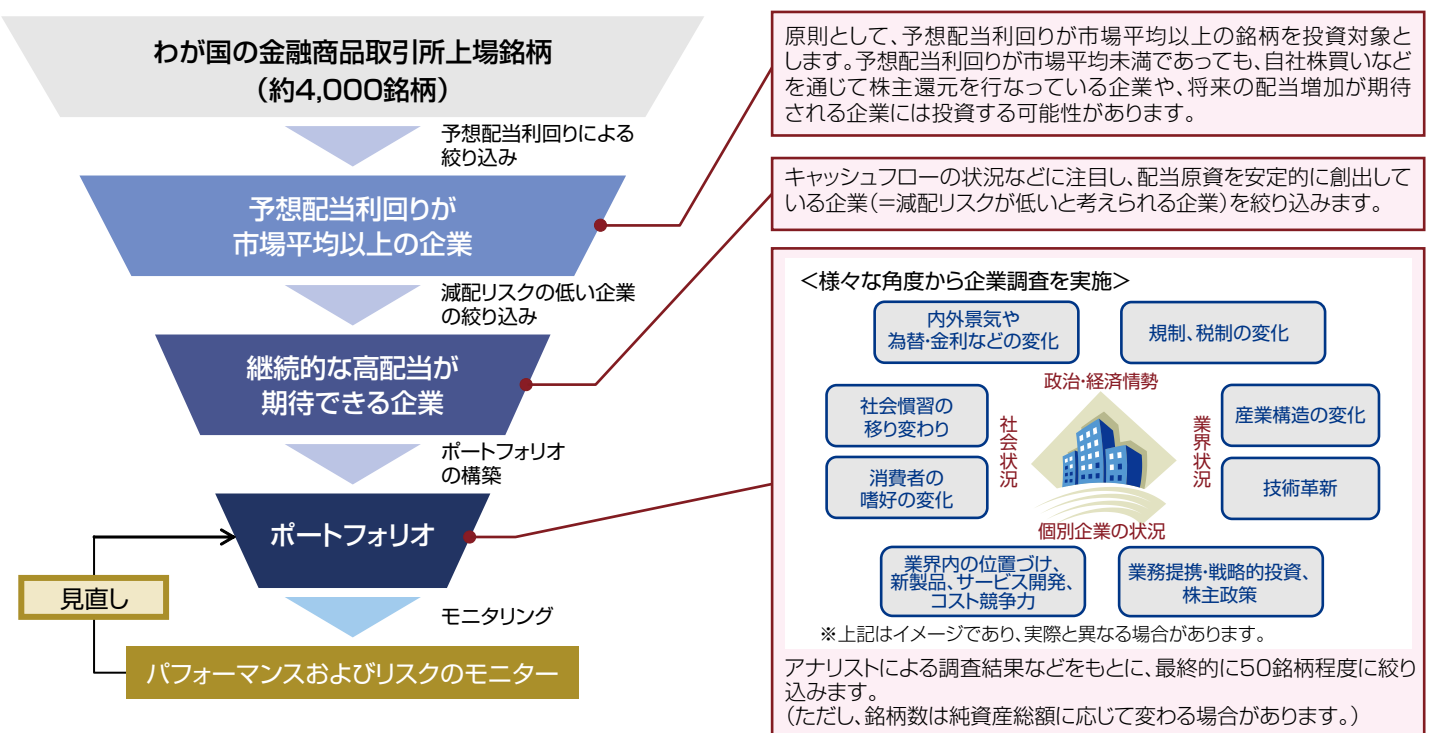 わが国の金融商品取引所上場銘柄
（約4,000銘柄）
予想配当利回りによる
絞り込み
予想配当利回りが
市場平均以上の企業
減配リスクの低い企業
の絞り込み
継続的な高配当が
期待できる企業
ポートフォリオ
の構築
ポートフォリオ
見直し
モニタリング
パフォーマンスおよびリスクのモニター
原則として、予想配当利回りが市場平均以上の銘柄を投資対象と
します。予想配当利回りが市場平均未満であっても、自社株買いなど
を通じて株主還元を行なっている企業や、将来の配当増加が期待
される企業には投資する可能性があります。
キャッシュフローの状況などに注目し、配当原資を安定的に創出して
いる企業（＝減配リスクが低いと考えられる企業）を絞り込みます。
＜様々な角度から企業調査を実施＞
内外景気や
為替・金利などの変化
規制、税制の変化
政治・経済情勢
社会慣習の
移り変わり
消費者の
嗜好の変化
社会状況
業界状況
産業構造の変化
技術革新
個別企業の状況
業界内の位置づけ、
新製品、サービス開発、
コスト競争力
業務提携・戦略的投資、
株主政策
※上記はイメージであり、実際と異なる場合があります。
アナリストによる調査結果などをもとに、最終的に50銘柄程度に絞り
込みます。
（ただし、銘柄数は純資産総額に応じて変わる場合があります。）